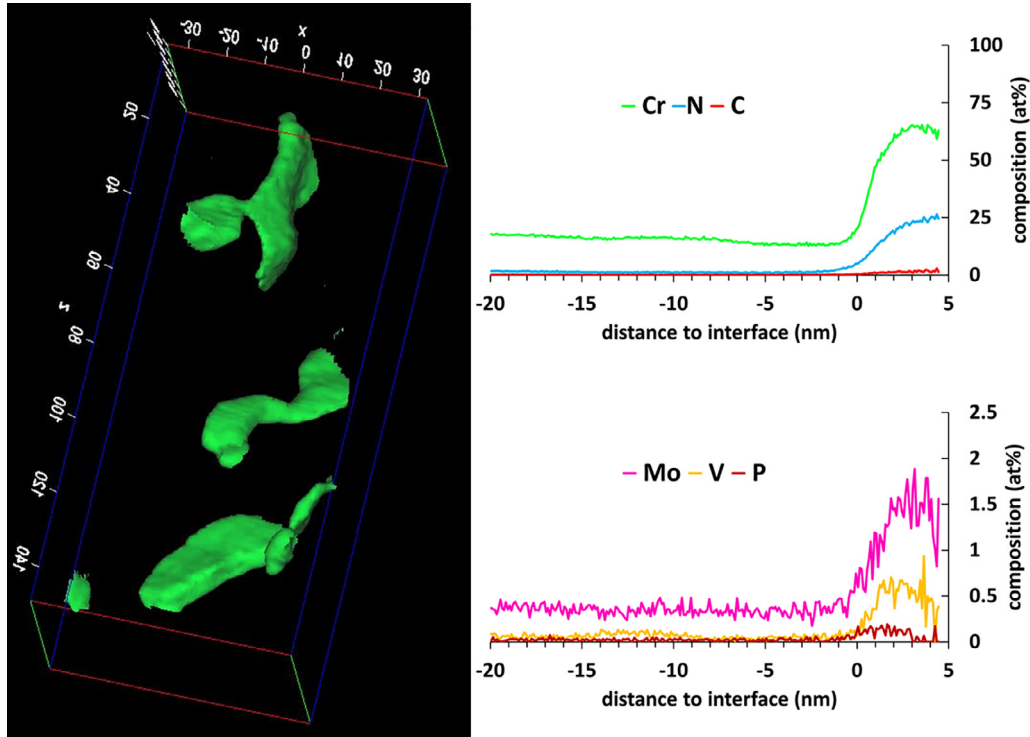 x
-30 -20 -10 0 10 20 30
20
40
60
z
80
100
120
140
Cr N C
100
75
50
25
0
composition (at%)
-20 -15 -10 -5 0 5
distance to interface (nm)
Mo V P
2.5
2
1.5
1
0.5
0
composition (at%)
-20 -15 -10 -5 0 5
distance to interface (nm)